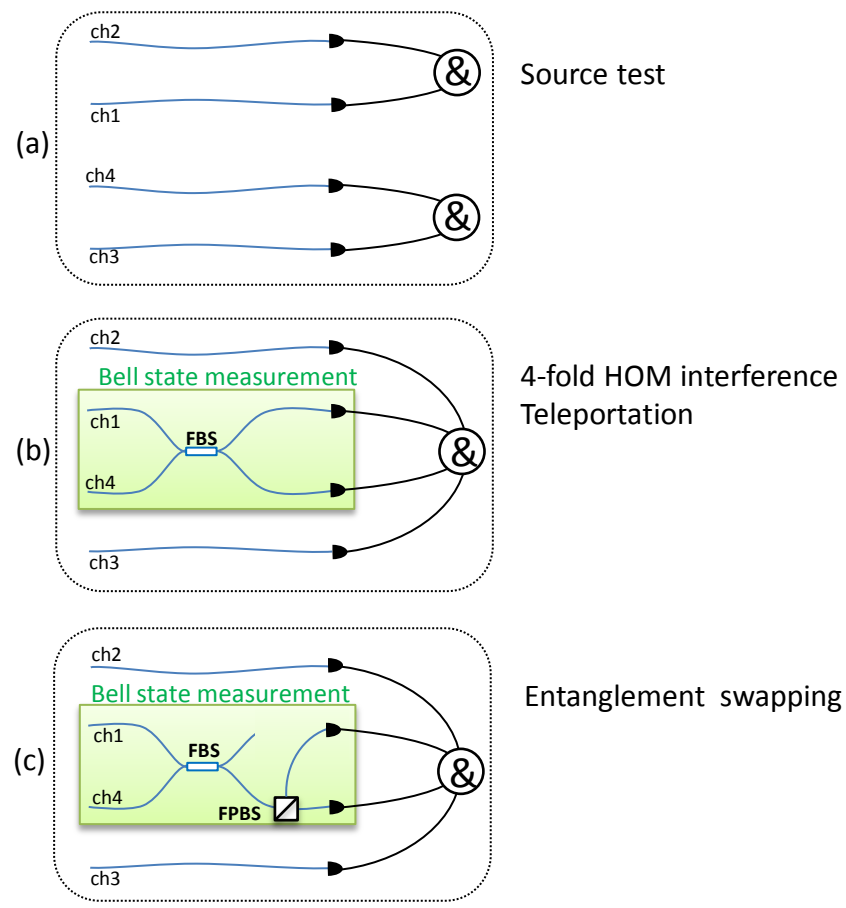 ch2
&
Source test
ch1
(a)
ch4
&
ch3
ch2
Bell state measurement
4-fold HOM interference
Teleportation
ch1
FBS
(b)
&
ch4
ch3
ch2
Bell state measurement
Entanglement swapping
ch1
FBS
(c)
&
ch4
FPBS
ch3